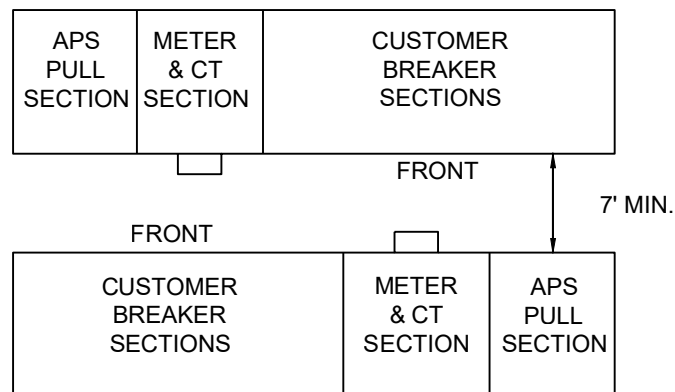 APS
PULL
SECTION
METER
& CT
SECTION
CUSTOMER
BREAKER
SECTIONS
FRONT
7' MIN.
FRONT
CUSTOMER
BREAKER
SECTIONS
METER
& CT
SECTION
APS
PULL
SECTION